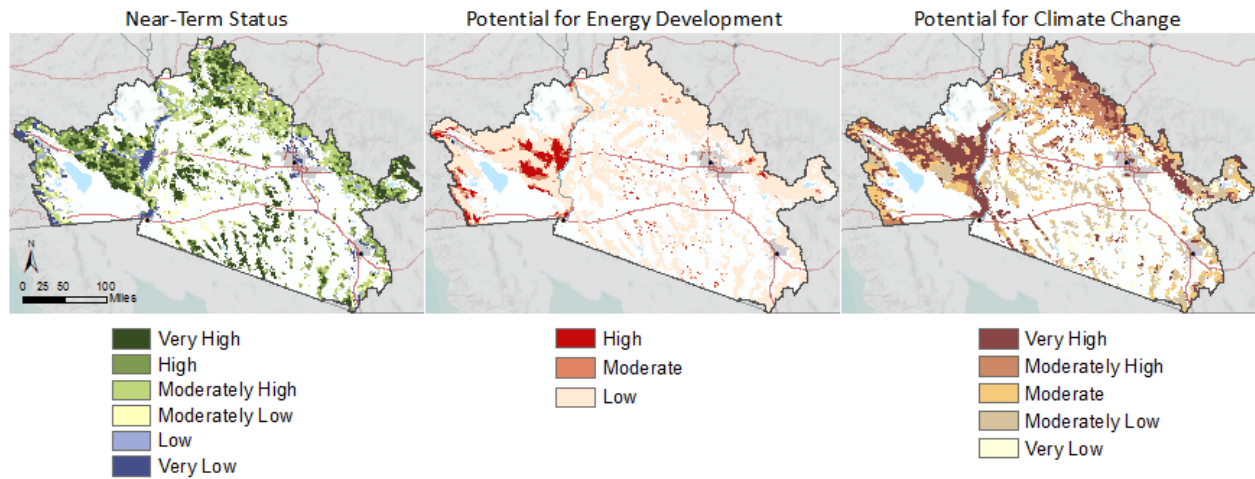 Near-Term Status
Potential for Energy Development
Potential for Climate Change
N
0 25 50 100
Miles
Very High
High
Moderately High
Moderately Low
Low
Very Low
High
Moderate
Low
Very High
Moderately High
Moderate
Moderately Low
Very Low